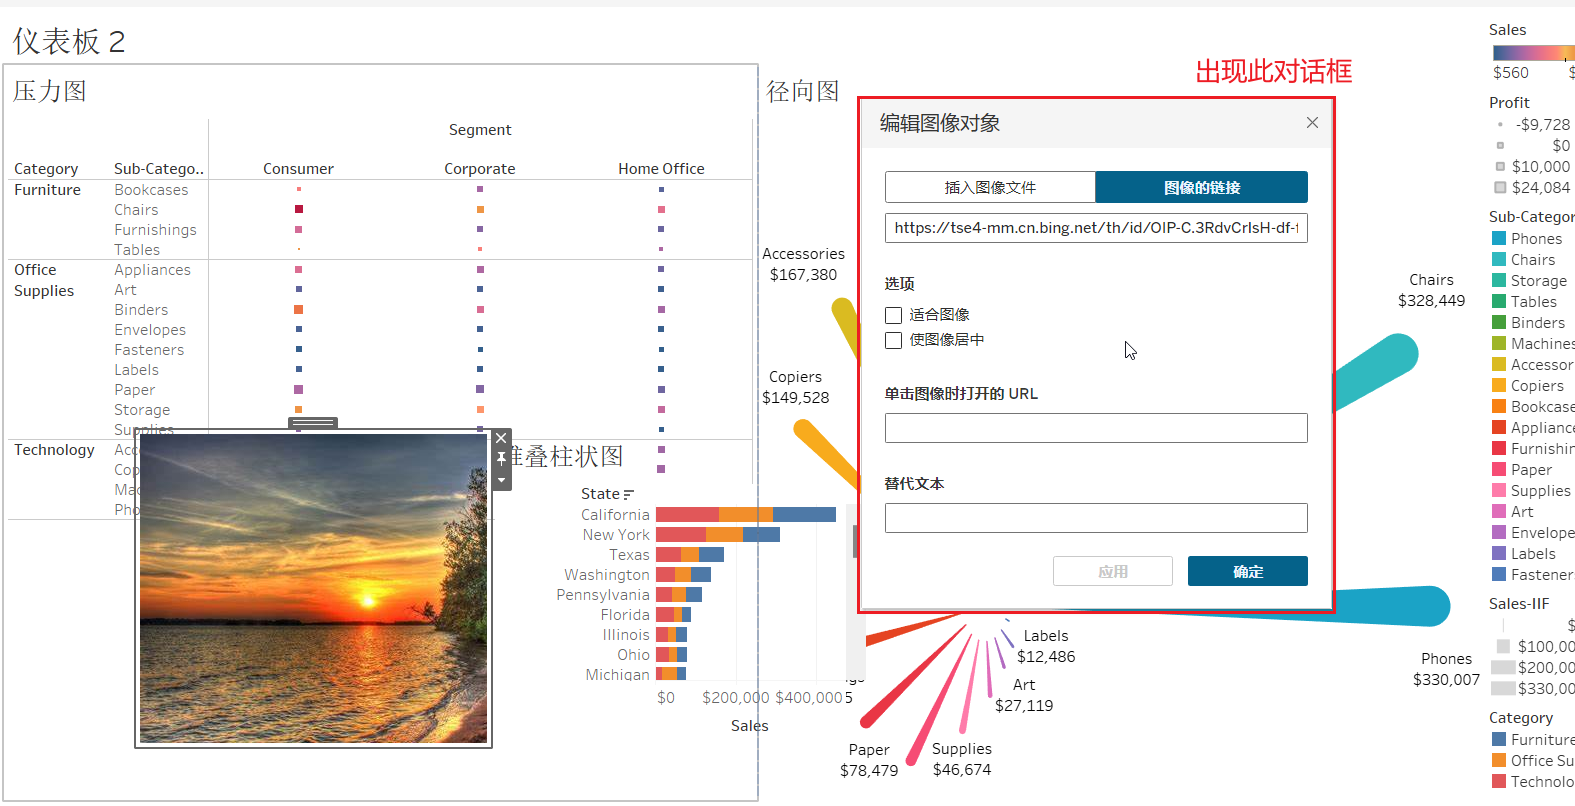 仪表板 2
压力图
Segment
Category
Sub-Catego..
Consumer
Corporate
Home Office
Furniture
Bookcases
Chairs
Furnishings
Tables
Office
Supplies
Appliances
Art
Binders
Envelopes
Fasteners
Labels
Paper
Storage
Supplies
Technology
Acc
Cop
Mac
Pho
堆叠柱状图
State
California
New York
Texas
Washington
Pennsylvania
Florida
Illinois
Ohio
Michigan
$0
$200,000
$400,000
Sales
径向图
Accessories
$167,380
Copiers
$149,528
出现此对话框
编辑图像对象
插入图像文件
图像的链接
https://tse4-mm.cn.bing.net/th/id/OIP-C.3RdvCrIsH-df-f
选项
适合图像
使图像居中
单击图像时打开的 URL
替代文本
应用
确定
Chairs
$328,449
Phones
$330,007
Labels
$12,486
Art
$27,119
Supplies
$46,674
Paper
$78,479
Sales
$560
Profit
-$9,728
$0
$10,000
$24,084
Sub-Categor
Phones
Chairs
Storage
Tables
Binders
Machines
Accessor
Copiers
Bookcase
Appliance
Furnishin
Paper
Supplies
Art
Envelope
Labels
Fastener
Sales-IIF
$100,00
$200,00
$330,00
Category
Furniture
Office Su
Technolo